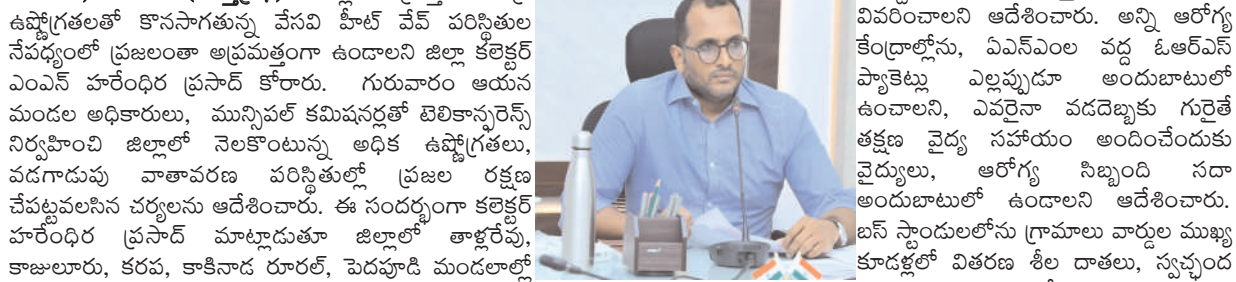 ఉష్ణోగ్రతలతో కొనసాగతున్న వేసవి హీట్ వేవ్ పరిస్థితుల
నేపధ్యంలో ప్రజలంతా అప్రమత్తంగా ఉండాలని జిల్లా కలెక్టర్
ఎంఎన్ హరేంధిర ప్రసాద్ కోరారు. గురువారం ఆయన
మండల అధికారులు, మున్సిపల్ కమిషనర్లతో టెలికాన్ఫరెన్స్
నిర్వహించి జిల్లాలో నెలకొంటున్న అధిక ఉష్ణోగ్రతలు,
వడగాడుపు వాతావరణ పరిస్థితుల్లో ప్రజల రక్షణ
చేపట్టవలసిన చర్యలను ఆదేశించారు. ఈ సందర్భంగా కలెక్టర్
హరేంధిర ప్రసాద్ మాట్లాడుతూ జిల్లాలో తాళ్లరేవు,
కాజులూరు, కరప, కాకినాడ రూరల్, పెదపూడి మండలాల్లో
వివరించాలని ఆదేశించారు. అన్ని ఆరోగ్య
కేంద్రాల్లోను, ఏఎన్ఎంల వద్ద ఓఆర్ఎస్
ప్యాకెట్లు ఎల్లప్పుడూ అందుబాటులో
ఉంచాలని, ఎవరైనా వడదెబ్బకు గురైతే
తక్షణ వైద్య సహాయం అందించేందుకు
వైద్యులు, ఆరోగ్య సిబ్బంది సదా
అందుబాటులో ఉండాలని ఆదేశించారు.
బస్ స్టాండులలోను గ్రామాలు వార్డుల ముఖ్య
కూడళ్లలో వితరణ శీల దాతలు, స్వచ్ఛంద